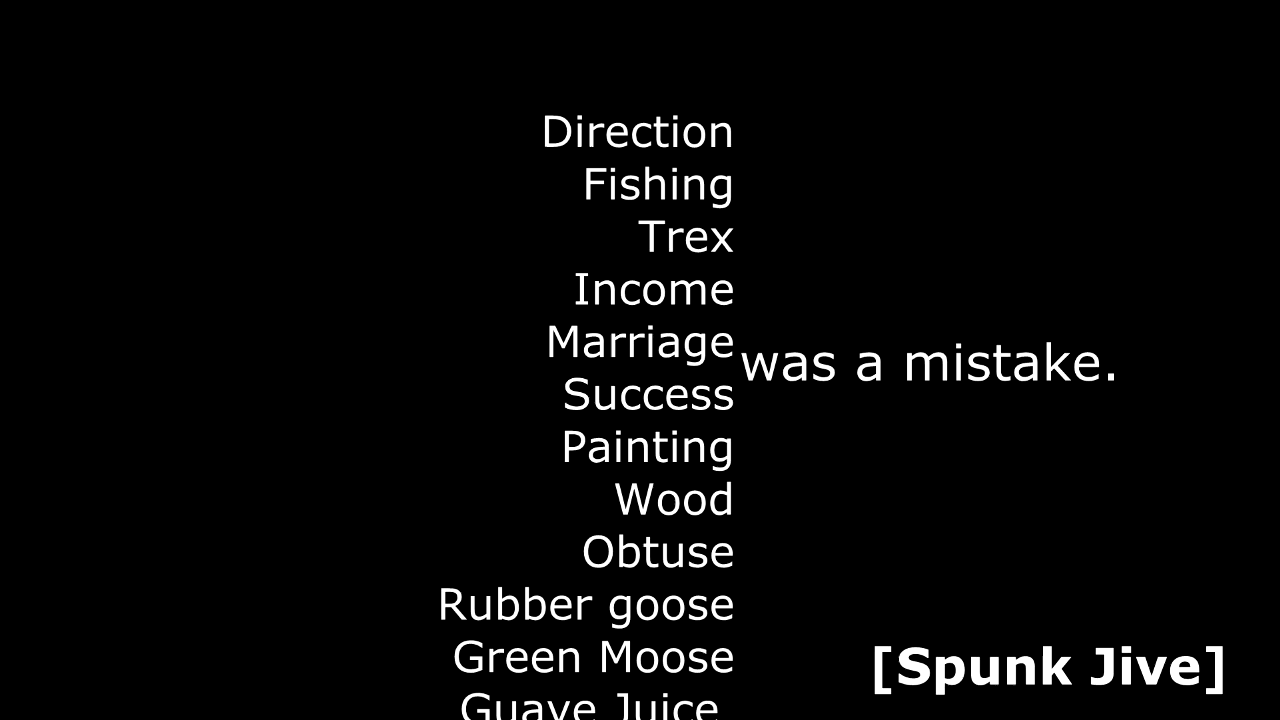 Direction
Fishing
Trex
Income
Marriage
was a mistake.
Success
Painting
Wood
Obtuse
Rubber goose
Green Moose
[Spunk Jive]
Guave Juice